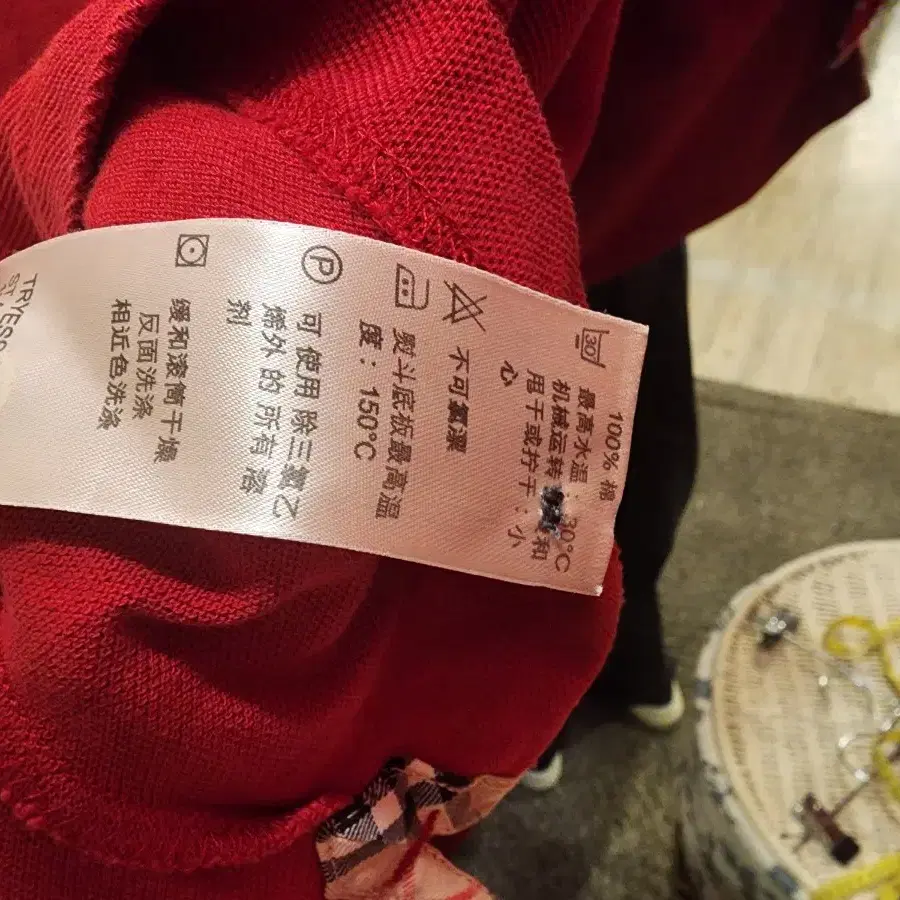 100% 棉
30
最高水温：30°C
机械运转
和
甩干或拧干：小
心
不可氯漂
熨斗底板最高温
度：150°C
P
可使用除三氯乙
烯外的所有溶
剂
缓和滚筒干燥
反面洗涤
相近色洗涤